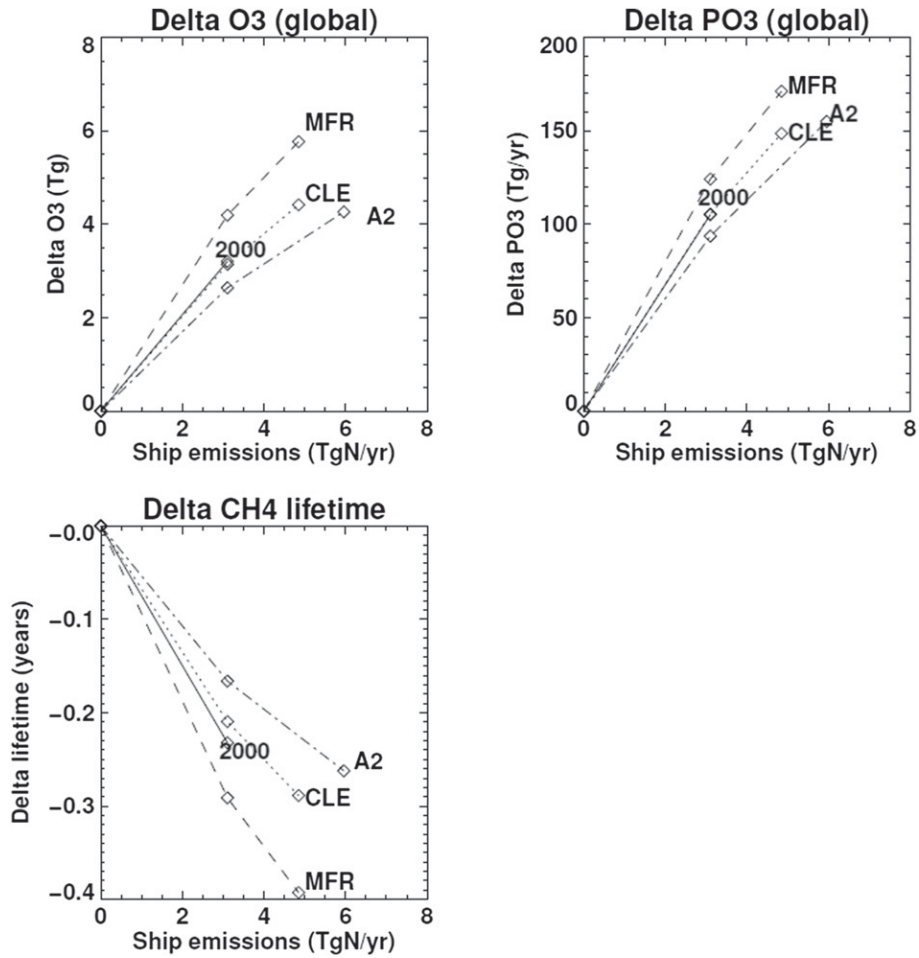 Delta O3 (global)
8
6
4
2
0
Delta O3 (Tg)
MFR
CLE
A2
2000
0 2 4 6 8
Ship emissions (TgN/yr)
Delta PO3 (global)
200
150
100
50
0
Delta PO3 (Tg/yr)
MFR
A2
CLE
2000
0 2 4 6 8
Ship emissions (TgN/yr)
Delta CH4 lifetime
-0.0
-0.1
-0.2
-0.3
-0.4
Delta lifetime (years)
2000
A2
CLE
MFR
0 2 4 6 8
Ship emissions (TgN/yr)